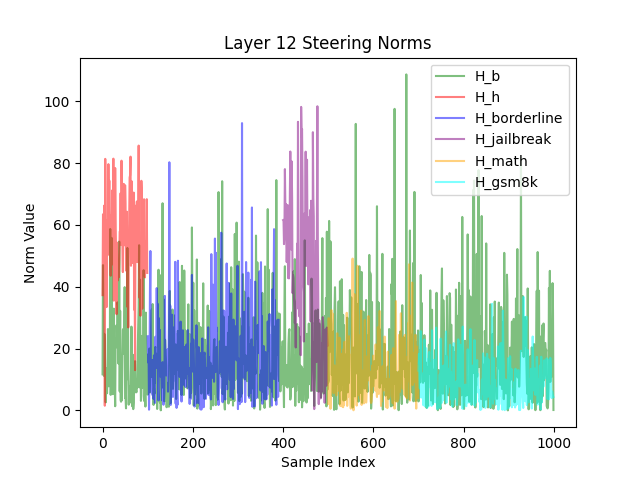 Layer 12 Steering Norms
H_b
H_h
H_borderline
H_jailbreak
H_math
H_gsm8k
Norm Value
100
80
60
40
20
0
0
200
400
600
800
1000
Sample Index